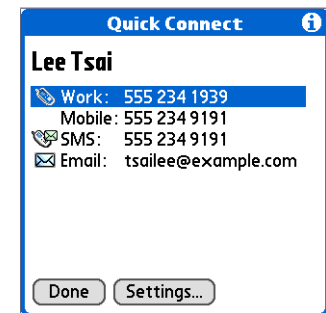 Quick Connect
Lee Tsai
Work: 555 234 1939
Mobile: 555 234 9191
SMS: 555 234 9191
Email: tsailee@example.com
Done Settings...